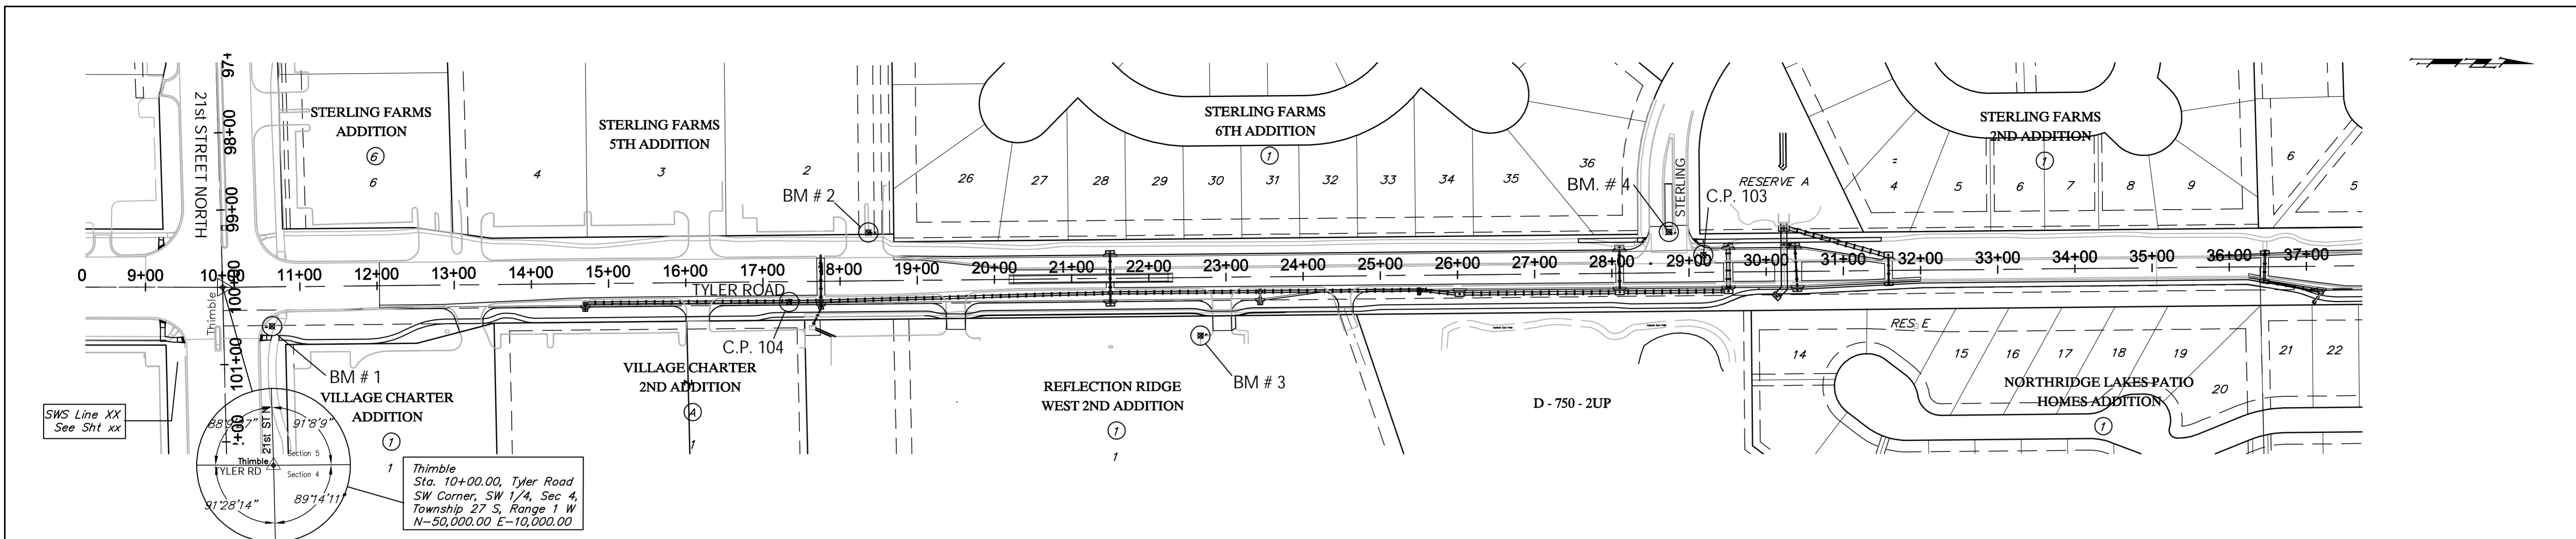 97+
98+00
99+00
100+00
101+00
21st STREET NORTH
STERLING FARMS
ADDITION
6
6
4
STERLING FARMS
5TH ADDITION
3
2
BM # 2
26
27
28
29
30
31
32
33
34
35
36
STERLING FARMS
6TH ADDITION
1
BM. # 4
STERLING
C.P. 103
RESERVE A
STERLING FARMS
2ND ADDITION
1
4
5
6
7
8
9
6
5
0
9+00
10+00
11+00
12+00
13+00
14+00
15+00
16+00
17+00
18+00
19+00
20+00
21+00
22+00
23+00
24+00
25+00
26+00
27+00
28+00
29+00
30+00
31+00
32+00
33+00
34+00
35+00
36+00
37+00
TYLER ROAD
Thimble
BM # 1
C.P. 104
BM # 3
VILLAGE CHARTER
ADDITION
1
1
VILLAGE CHARTER
2ND ADDITION
A
1
REFLECTION RIDGE
WEST 2ND ADDITION
1
1
D - 750 - 2UP
RES. E
14
15
16
17
18
19
20
21
22
NORTHRIDGE LAKES PATIO
HOMES ADDITION
1
SWS Line XX
See Sht xx
91°8'9"
21st ST N
Section 5
Thimble
TYLER RD
Section 4
91°28'14"
89°14'11"
Thimble
Sta. 10+00.00, Tyler Road
SW Corner, SW 1/4, Sec 4,
Township 27 S, Range 1 W
N-50,000.00 E-10,000.00